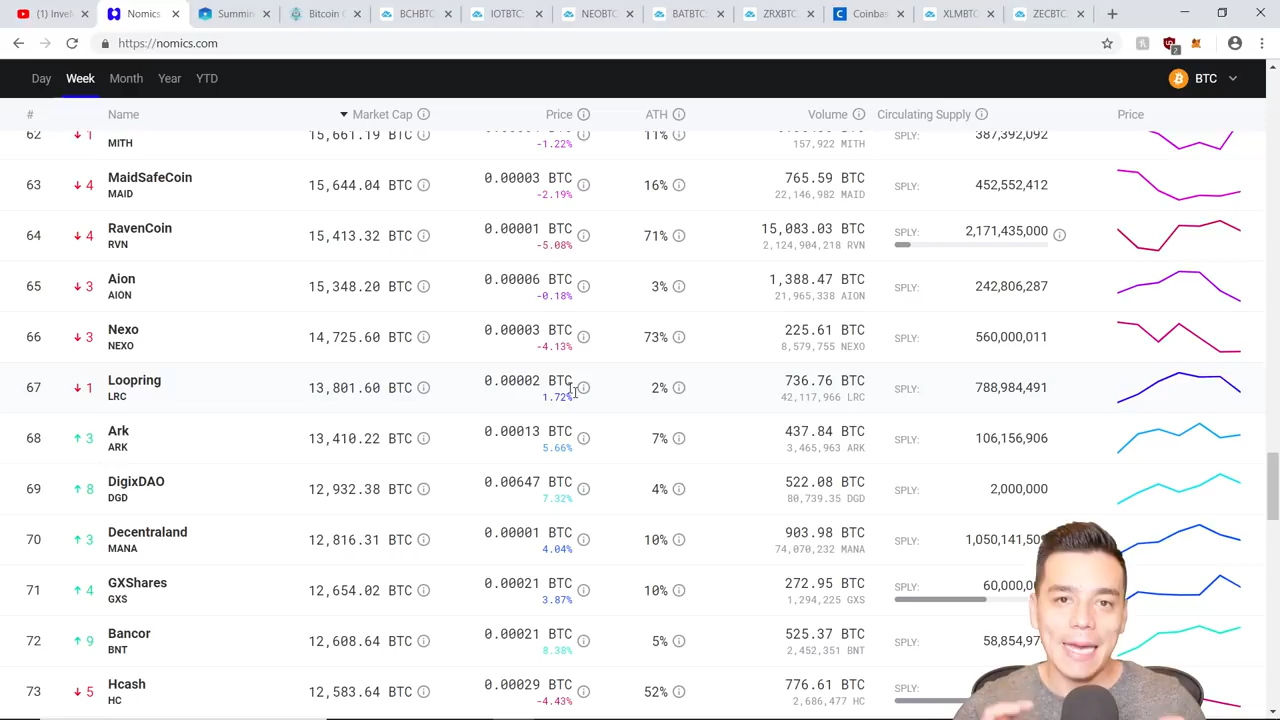 Invel
Nomics
Summin
Bitcoin C
BCHBTC
IOTBTC
NEOBTC
BATBTC
ZRXBTC
Coinbas
XLMBTC
ZECBTC
https://nomics.com
2
Day Week Month Year YTD BTC
# Name Market Cap Price ATH Volume Circulating Supply Price
62 1 MITH 15,661.19 BTC -1.22% 11% 157,922 MITH 387,392,092
63 4 MaidSafeCoin 15,644.04 BTC 0.00003 BTC 16% 765.59 BTC SPLY: 452,552,412
MAID -2.19% 22,146,982 MAID
64 4 RavenCoin 15,413.32 BTC 0.00001 BTC 71% 15,083.03 BTC SPLY: 2,171,435,000
RVN -5.08% 2,124,904,218 RVN
65 3 Aion 15,348.20 BTC 0.00006 BTC 3% 1,388.47 BTC SPLY: 242,806,287
AION -0.18% 21,965,338 AION
66 3 Nexo 14,725.60 BTC 0.00003 BTC 73% 225.61 BTC SPLY: 560,000,011
NEXO -4.13% 8,579,755 NEXO
67 1 Loopring 13,801.60 BTC 0.00002 BTC 2% 736.76 BTC SPLY: 788,984,491
LRC 1.72% 42,117,966 LRC
68 3 Ark 13,410.22 BTC 0.00013 BTC 7% 437.84 BTC SPLY: 106,156,906
ARK 5.66% 3,465,963 ARK
69 8 DigixDAO 12,932.38 BTC 0.00647 BTC 4% 522.08 BTC SPLY: 2,000,000
DGD 7.32% 80,739.35 DGD
70 3 Decentraland 12,816.31 BTC 0.00001 BTC 10% 903.98 BTC SPLY: 1,050,141,509
MANA 4.04% 74,070,232 MANA
71 4 GXShares 12,654.02 BTC 0.00021 BTC 10% 272.95 BTC SPLY: 60,000,0
GXS 3.87% 1,294,225 GXS
72 9 Bancor 12,608.64 BTC 0.00021 BTC 5% 525.37 BTC SPLY: 58,854,97
BNT 8.38% 2,452,351 BNT
73 5 Hcash 12,583.64 BTC 0.00029 BTC 52% 776.61 BTC SPLY:
HC -4.43% 2,686,477 HC